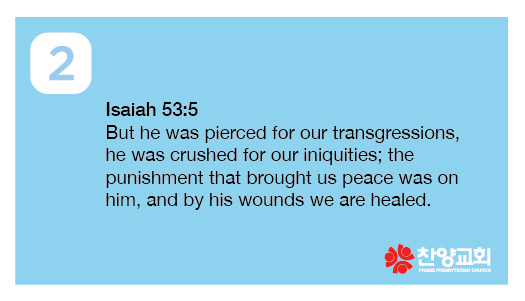 2
Isaiah 53:5
But he was pierced for our transgressions,
he was crushed for our iniquities; the
punishment that brought us peace was on
him, and by his wounds we are healed.
찬양교회
PRAISE PRESBYTERIAN CHURCH